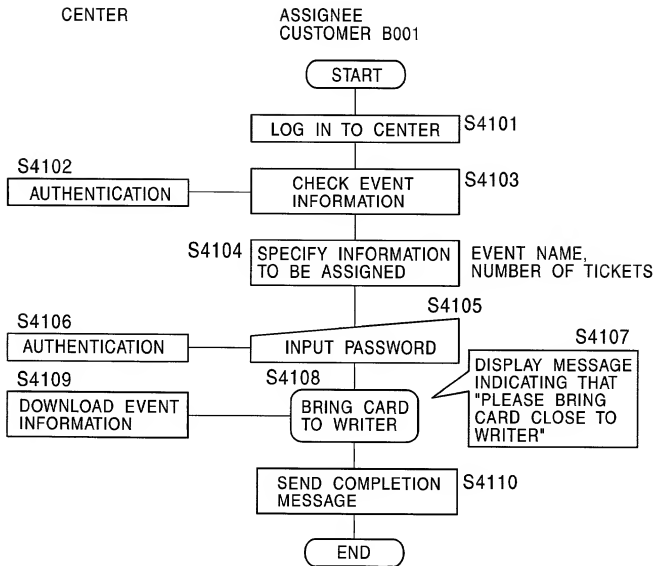 CENTER
ASSIGNEE
CUSTOMER B001
START
LOG IN TO CENTER
S4101
S4102
AUTHENTICATION
CHECK EVENT
INFORMATION
S4103
S4104
SPECIFY INFORMATION
TO BE ASSIGNED
EVENT NAME,
NUMBER OF TICKETS
S4105
S4106
AUTHENTICATION
INPUT PASSWORD
S4107
DISPLAY MESSAGE
INDICATING THAT
"PLEASE BRING
CARD CLOSE TO
WRITER"
S4108
S4109
DOWNLOAD EVENT
INFORMATION
BRING CARD
TO WRITER
SEND COMPLETION
MESSAGE
S4110
END